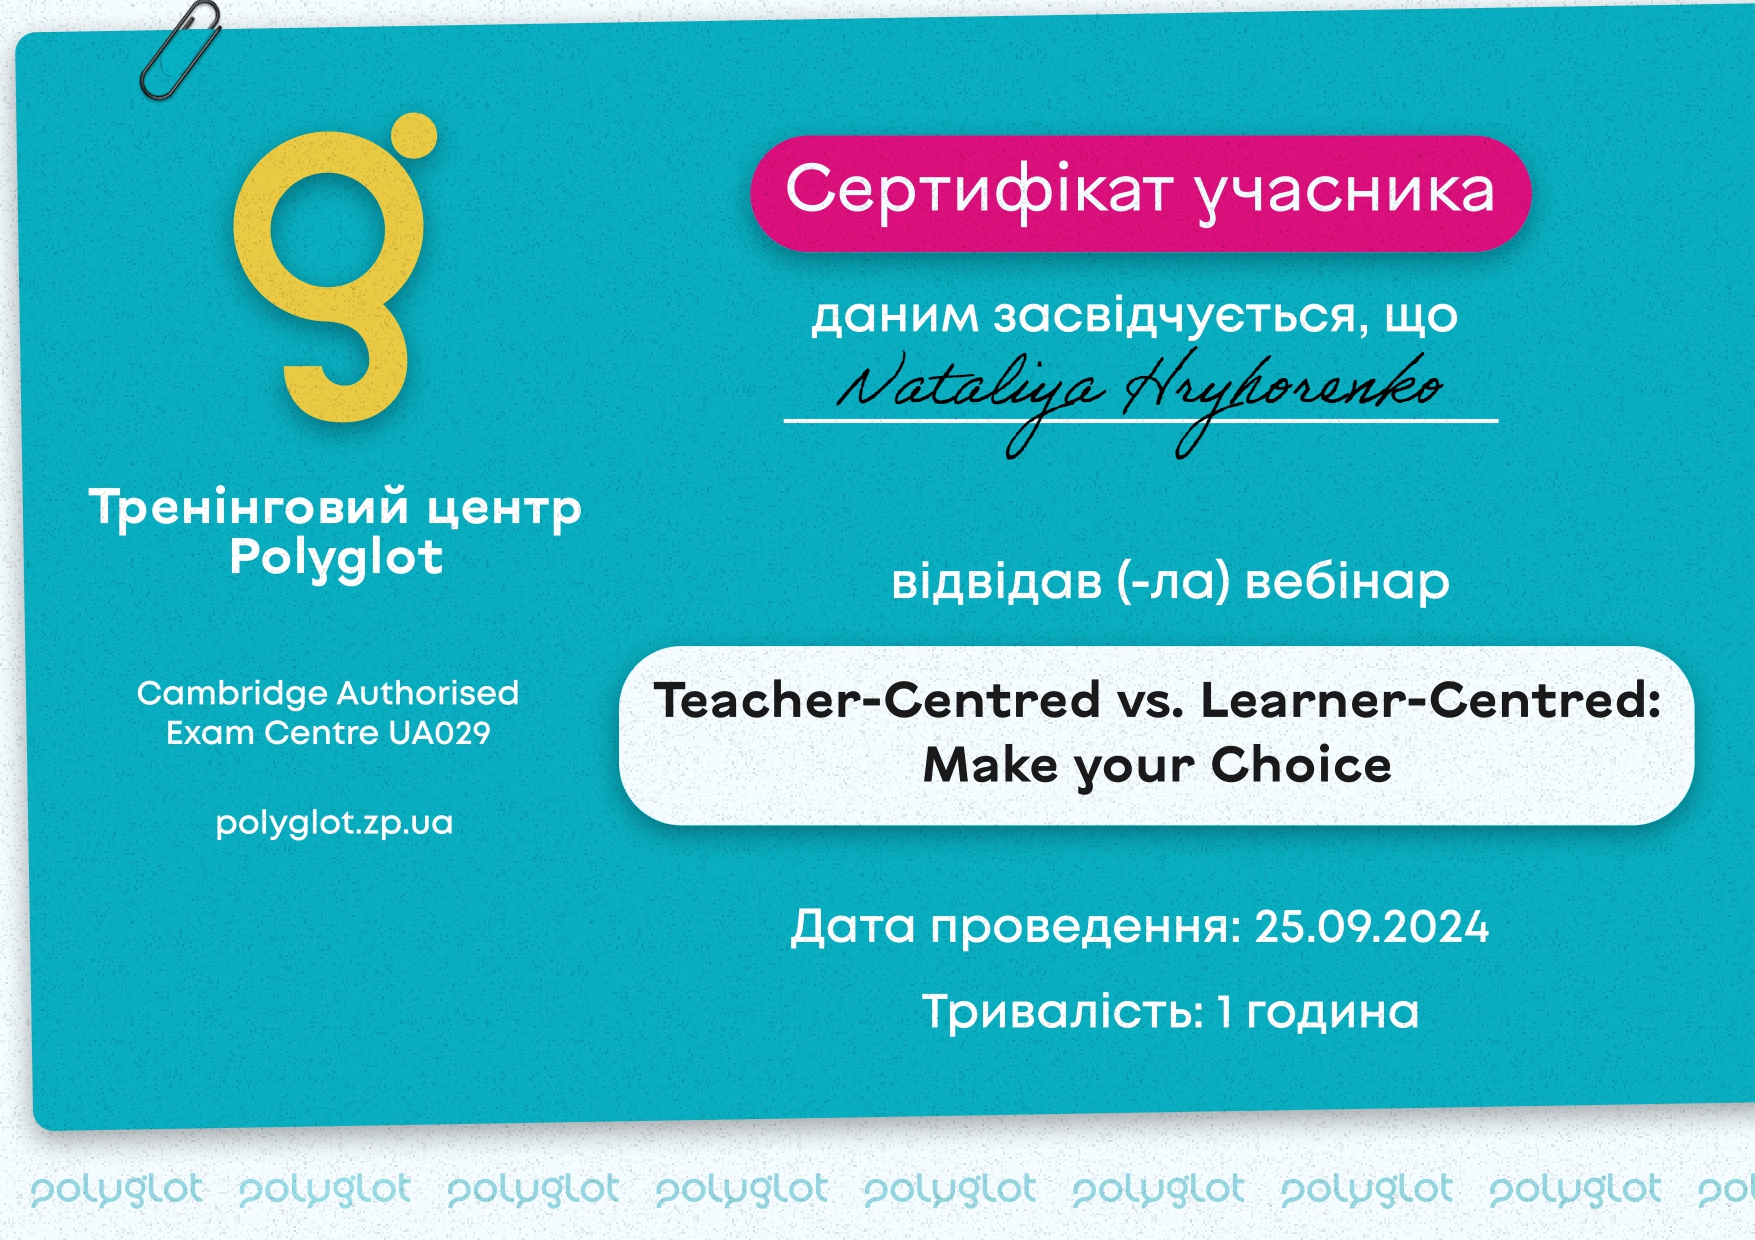 Тренінговий центр
Polyglot
Cambridge Authorised
Exam Centre UA029
polyglot.zp.ua
Сертифікат учасника
даним засвідчується, що
Nataliya Hryhorenko
відвідав (-ла) вебінар
Teacher-Centred vs. Learner-Centred:
Make your Choice
Дата проведення: 25.09.2024
Тривалість: 1 година
polyglot polyglot polyglot polyglot polyglot polyglot polyglot polyglot pol